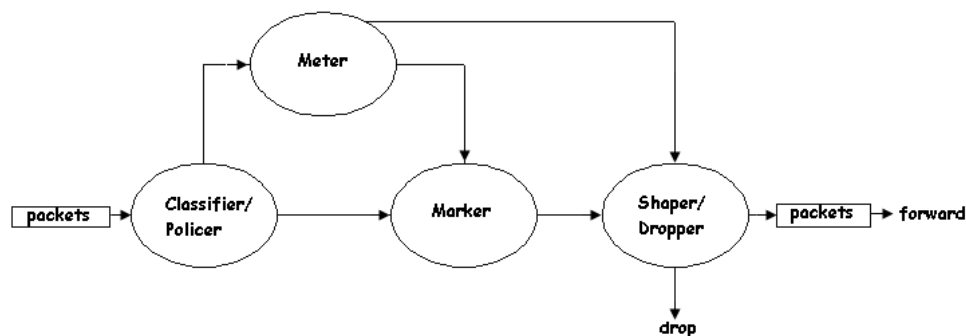 Meter
packets
Classifier/
Policer
Marker
Shaper/
Dropper
packets
forward
drop